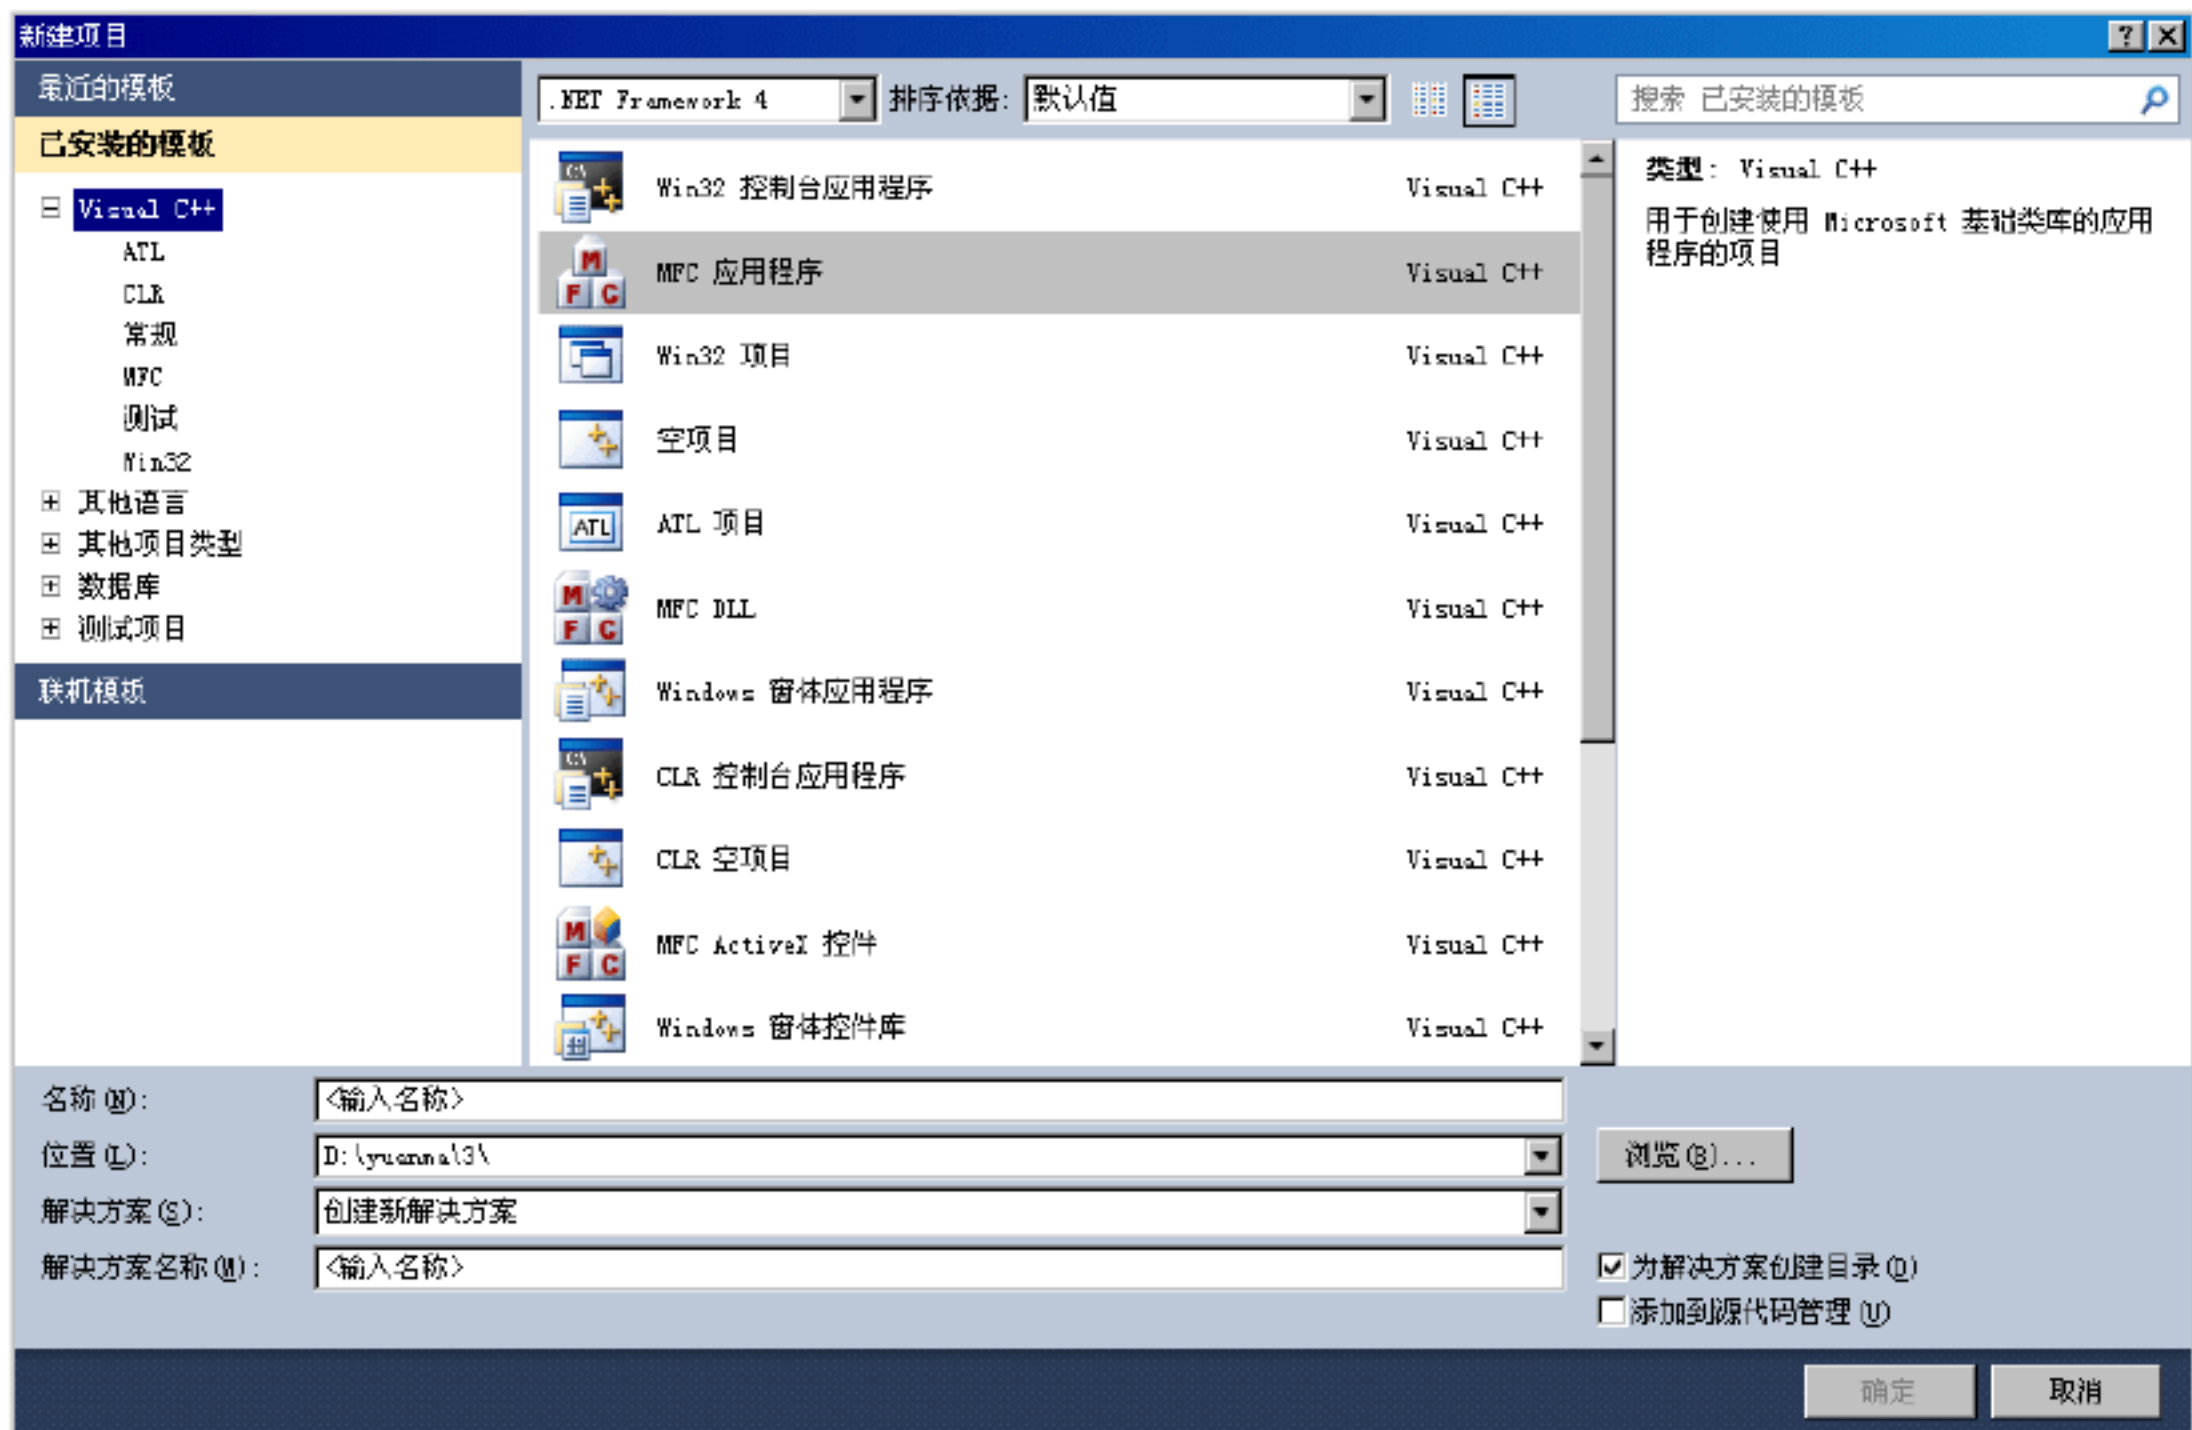 新建项目
最近的模板
已安装的模板
Visual C++
ATL
CLR
常规
MFC
测试
Win32
其他语言
其他项目类型
数据库
测试项目
联机模板
.NET Framework 4 排序依据: 默认值
搜索 已安装的模板
Win32 控制台应用程序 Visual C++
MFC 应用程序 Visual C++
Win32 项目 Visual C++
空项目 Visual C++
ATL 项目 Visual C++
MFC DLL Visual C++
Windows 窗体应用程序 Visual C++
CLR 控制台应用程序 Visual C++
CLR 空项目 Visual C++
MFC ActiveX 控件 Visual C++
Windows 窗体控件库 Visual C++
类型: Visual C++
用于创建使用 Microsoft 基础类库的应用
程序的项目
名称(N): <输入名称>
位置(L): D:\yuanma\3\ 浏览(B)...
解决方案(S): 创建新解决方案
解决方案名称(M): <输入名称>
为解决方案创建目录(D)
添加到源代码管理(U)
确定 取消